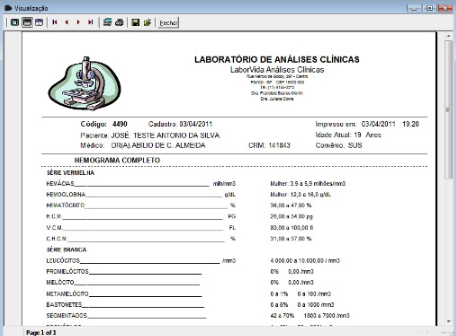 Visualização
Fechar
LABORATÓRIO DE ANÁLISES CLÍNICAS
LaborVida Análises Clínicas
Código: 4490 Cadastro: 03/04/2011 Impresso em: 03/04/2011 19:20
Paciente: JOSÉ TESTE ANTONIO DA SILVA Idade Atual: 19 Anos
Médico: DR(A) ABILIO DE C. ALMEIDA CRM: 141843 Convênio: SUS
HEMOGRAMA COMPLETO
SÉRIE VERMELHA
HEMÁCIAS mlh/mm3 Mulher: 3,9 a 5,9 milhões/mm3
HEMOGLOBINA g/dL Mulher: 12,0 a 16,0 g/dL
HEMATÓCRITO % 36,00 a 47,00 %
H.C.M PG 26,00 a 34,00 pg
V.C.M FL 80,00 a 100,00 fl
C.H.C.M % 31,00 a 37,00 %
SÉRIE BRANCA
LEUCÓCITOS /mm3 4.000,00 a 10.000,00 / mm3
PROMIELÓCITOS 0% 0,00 /mm3
MIELÓCITO 0% 0,00 /mm3
METAMIELÓCITO 0 a 1% 0 a 100 /mm3
BASTONETES 0 a 8% 0 a 1000 /mm3
SEGMENTADOS 42 a 70% 1800 a 7000 /mm3
Page 1 of 1